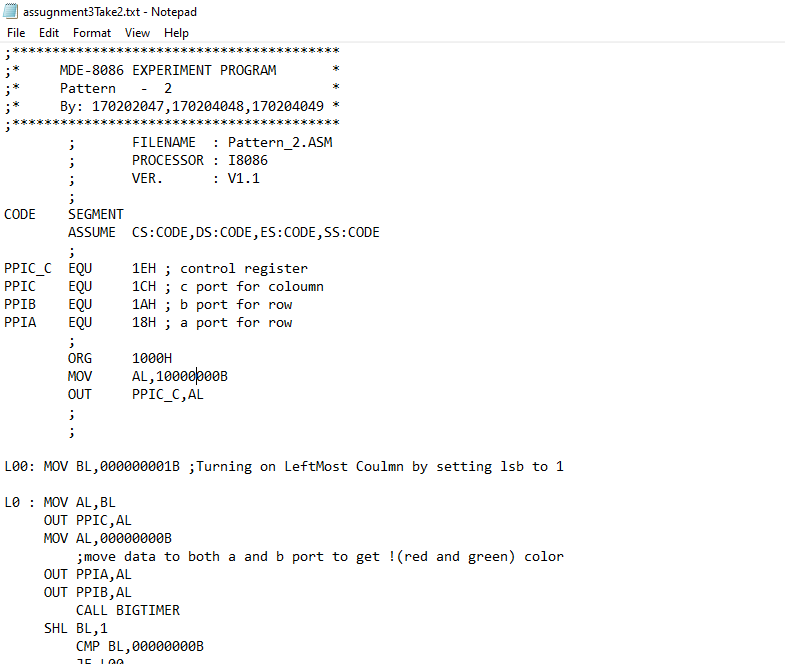 assugnment3Take2.txt - Notepad
File Edit Format View Help
;*****************************************
;* MDE-8086 EXPERIMENT PROGRAM *
;* Pattern - 2 *
;* By: 170202047,170204048,170204049 *
;*****************************************
; FILENAME : Pattern_2.ASM
; PROCESSOR : I8086
; VER. : V1.1
;
CODE SEGMENT
ASSUME CS:CODE,DS:CODE,ES:CODE,SS:CODE
;
PPIC_C EQU 1EH ; control register
PPIC EQU 1CH ; c port for coloumn
PPIB EQU 1AH ; b port for row
PPIA EQU 18H ; a port for row
;
ORG 1000H
MOV AL,10000000B
OUT PPIC_C,AL
;
;
L00: MOV BL,000000001B ;Turning on LeftMost Coulmn by setting lsb to 1
L0 : MOV AL,BL
OUT PPIC,AL
MOV AL,00000000B
;move data to both a and b port to get !(red and green) color
OUT PPIA,AL
OUT PPIB,AL
CALL BIGTIMER
SHL BL,1
CMP BL,00000000B
JE L00